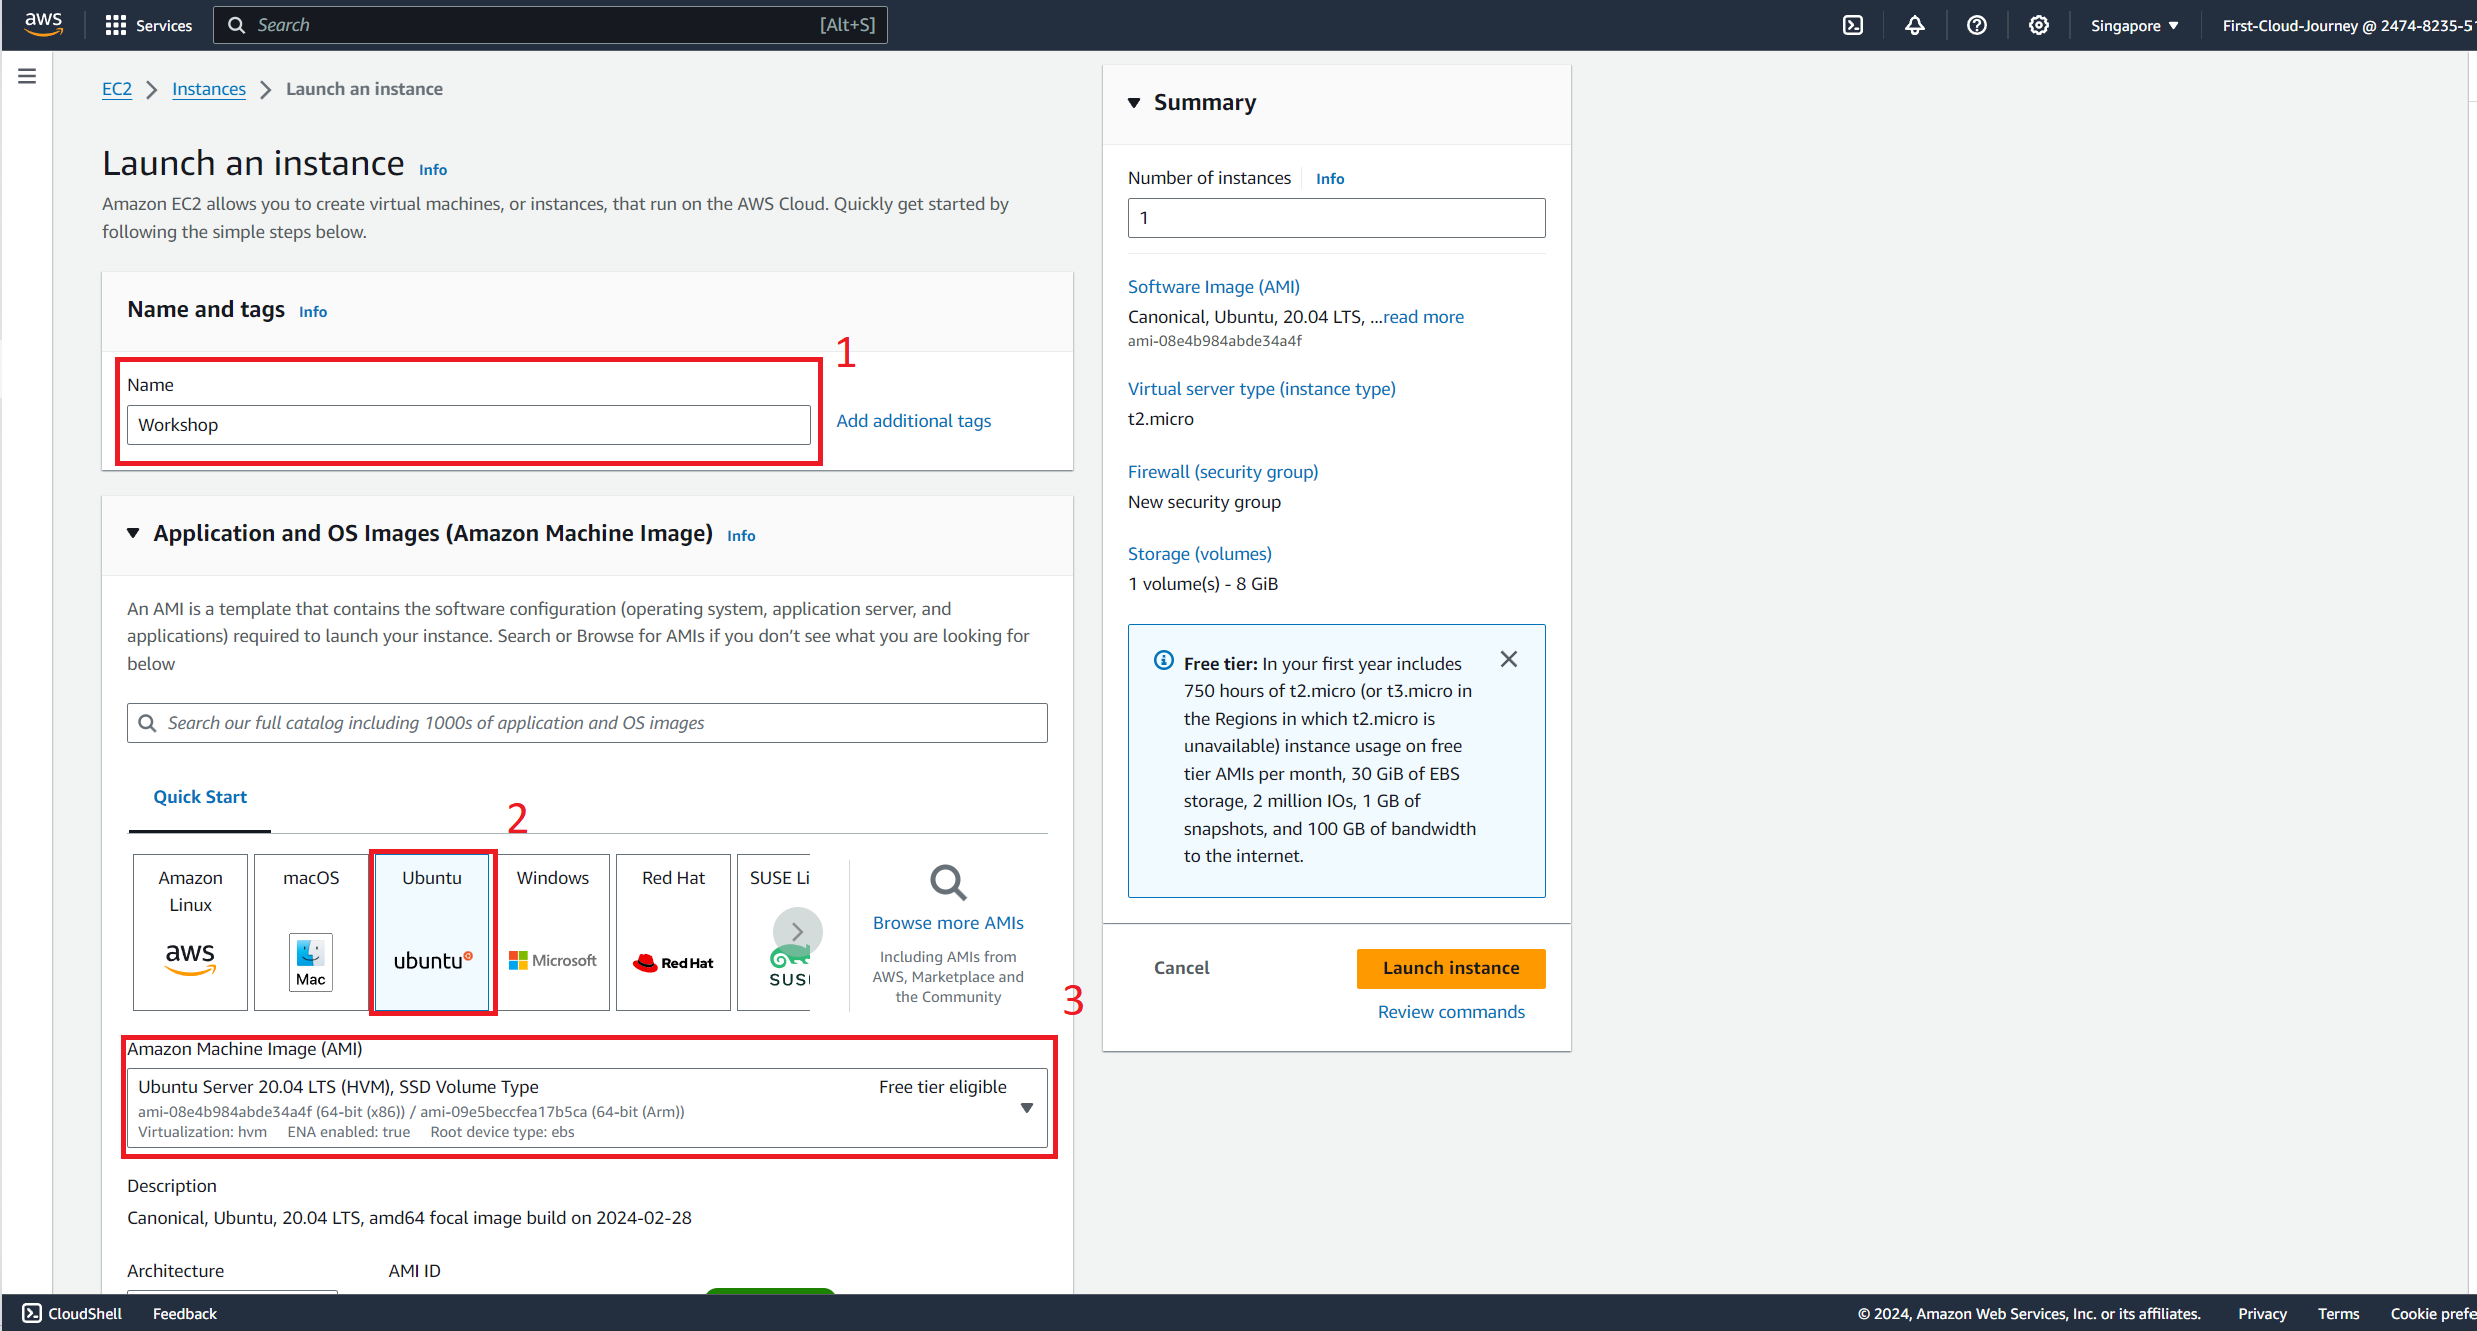 aws
Services
Search
[Alt+S]
Singapore
First-Cloud-Journey @ 2474-8235-51
EC2
Instances
Launch an instance
Launch an instance
Info
Amazon EC2 allows you to create virtual machines, or instances, that run on the AWS Cloud. Quickly get started by
following the simple steps below.
Name and tags
Info
1
Name
Workshop
Add additional tags
Application and OS Images (Amazon Machine Image)
Info
An AMI is a template that contains the software configuration (operating system, application server, and
applications) required to launch your instance. Search or Browse for AMIs if you don’t see what you are looking for
below
Search our full catalog including 1000s of application and OS images
Quick Start
2
Amazon
Linux
aws
macOS
Mac
Ubuntu
ubuntu
Windows
Microsoft
Red Hat
Red Hat
SUSE Li
SUS
Browse more AMIs
Including AMIs from
AWS, Marketplace and
the Community
3
Amazon Machine Image (AMI)
Ubuntu Server 20.04 LTS (HVM), SSD Volume Type
Free tier eligible
ami-08e4b984abde34a4f (64-bit (x86)) / ami-09e5beccfea17b5ca (64-bit (Arm))
Virtualization: hvm
ENA enabled: true
Root device type: ebs
Description
Canonical, Ubuntu, 20.04 LTS, amd64 focal image build on 2024-02-28
Architecture
AMI ID
Summary
Number of instances
Info
1
Software Image (AMI)
Canonical, Ubuntu, 20.04 LTS, ...read more
ami-08e4b984abde34a4f
Virtual server type (instance type)
t2.micro
Firewall (security group)
New security group
Storage (volumes)
1 volume(s) - 8 GiB
Free tier: In your first year includes
750 hours of t2.micro (or t3.micro in
the Regions in which t2.micro is
unavailable) instance usage on free
tier AMIs per month, 30 GiB of EBS
storage, 2 million IOs, 1 GB of
snapshots, and 100 GB of bandwidth
to the internet.
Cancel
Launch instance
Review commands
CloudShell
Feedback
© 2024, Amazon Web Services, Inc. or its affiliates.
Privacy
Terms
Cookie prefe